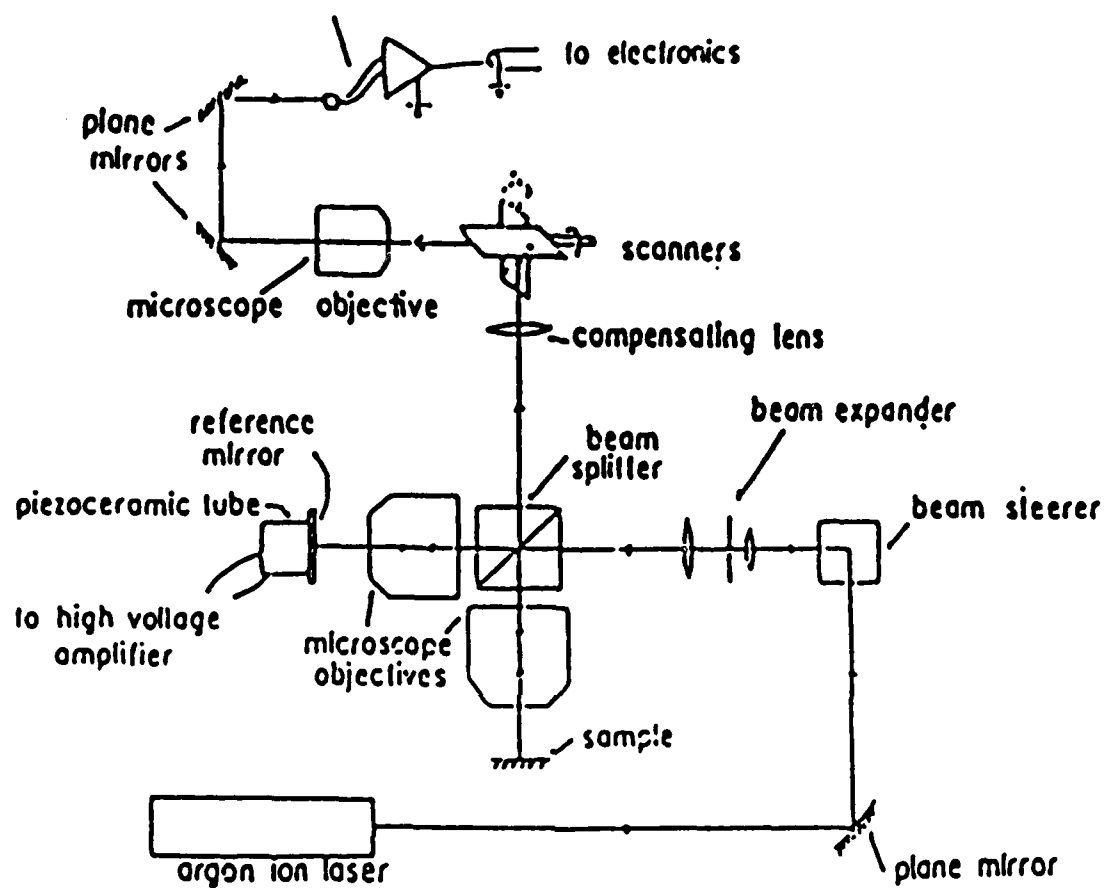 to electronics
plane
mirrors
scanners
microscope objective
compensating lens
beam expander
reference
mirror
beam
splitter
piezoceramic tube
beam steerer
to high voltage
amplifier
microscope
objectives
sample
argon ion laser
plane mirror